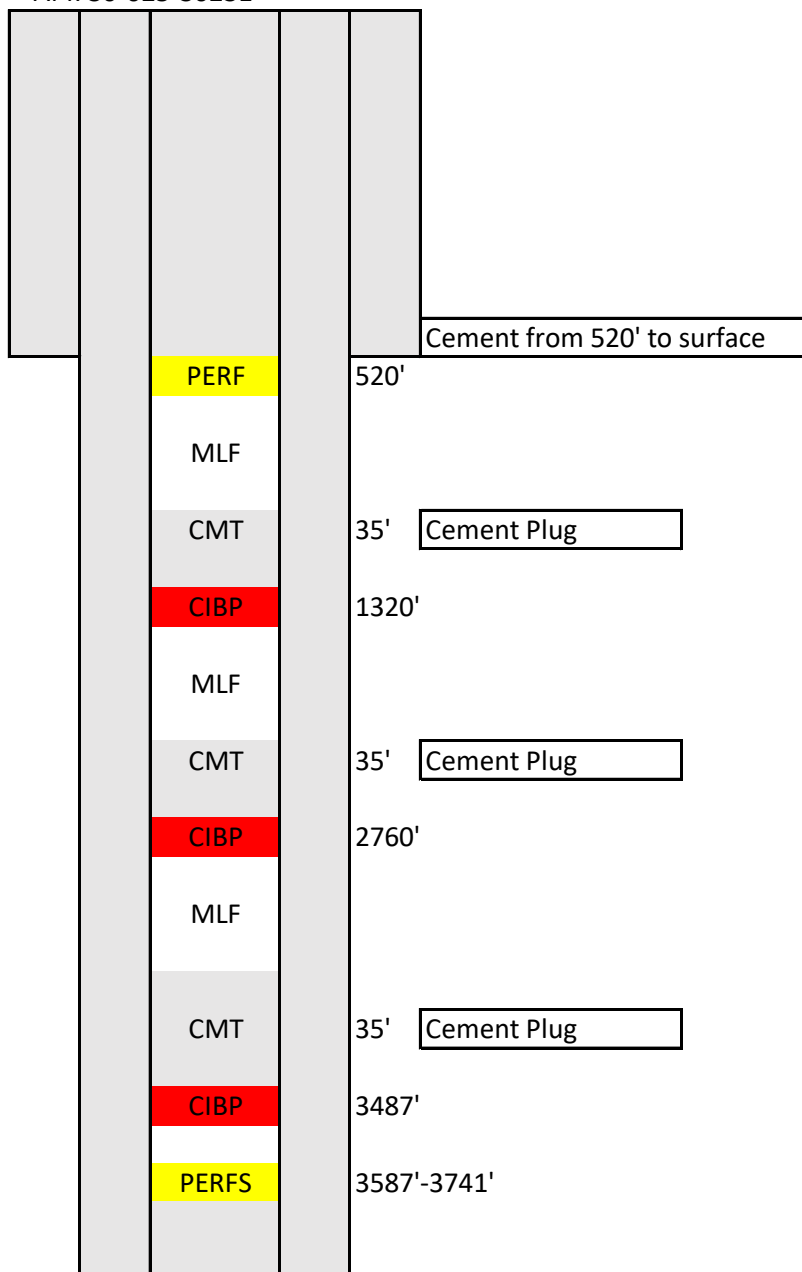 Cement from 520' to surface
PERF 520'
MLF
CMT 35' Cement Plug
CIBP 1320'
MLF
CMT 35' Cement Plug
CIBP 2760'
MLF
CMT 35' Cement Plug
CIBP 3487'
PERFS 3587'-3741'